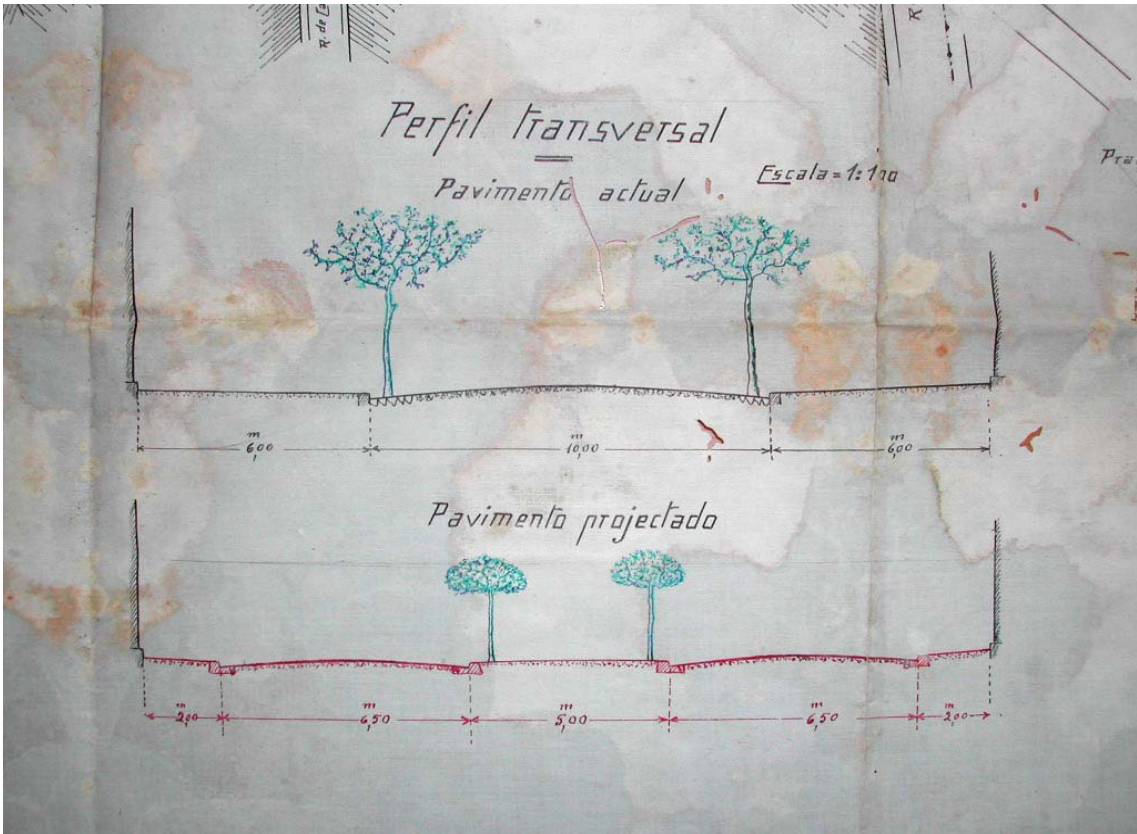 R. de
R
Perfil transversal
Escala = 1:100
Pavimento actual
m m m
6,00 10,00 6,00
Pavimento projectado
m m m m m
2,00 6,50 5,00 6,50 2,00